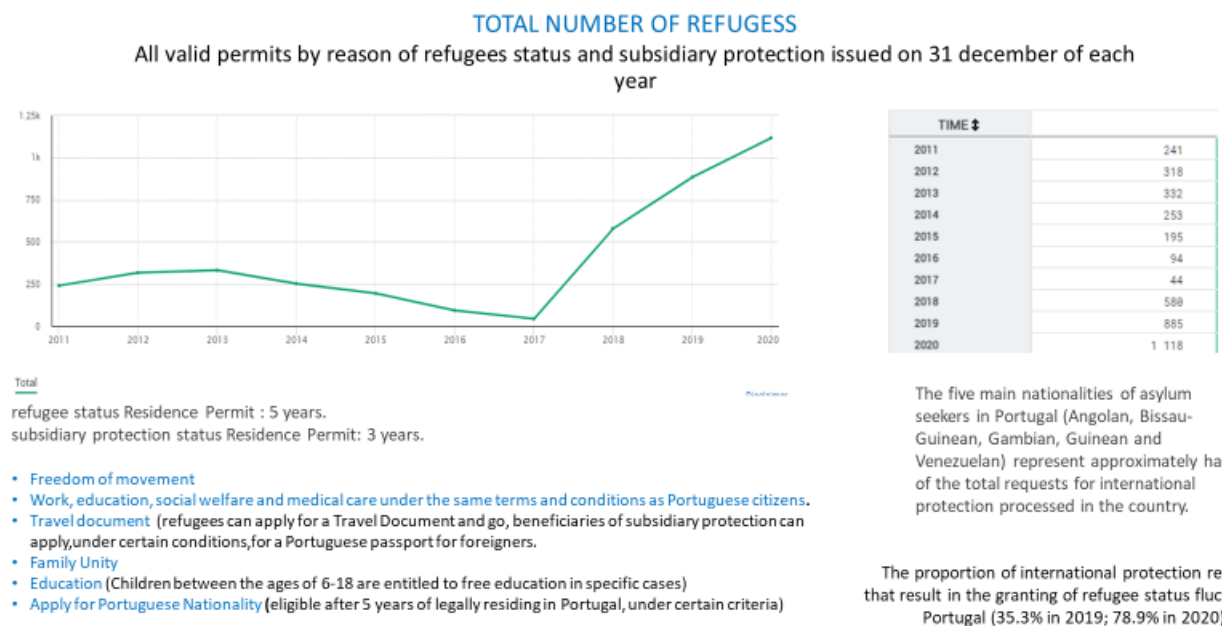 TOTAL NUMBER OF REFUGESS
All valid permits by reason of refugees status and subsidiary protection issued on 31 december of each
year
1.25k
1k
750
500
250
0
2011 2012 2013 2014 2015 2016 2017 2018 2019 2020
Total
TIME
2011 241
2012 318
2013 332
2014 253
2015 195
2016 94
2017 44
2018 580
2019 885
2020 1 118
refugee status Residence Permit : 5 years.
subsidiary protection status Residence Permit: 3 years.
• Freedom of movement
• Work, education, social welfare and medical care under the same terms and conditions as Portuguese citizens.
• Travel document (refugees can apply for a Travel Document and go, beneficiaries of subsidiary protection can
apply,under certain conditions,for a Portuguese passport for foreigners.
• Family Unity
• Education (Children between the ages of 6-18 are entitled to free education in specific cases)
• Apply for Portuguese Nationality (eligible after 5 years of legally residing in Portugal, under certain criteria)
The five main nationalities of asylum
seekers in Portugal (Angolan, Bissau-
Guinean, Gambian, Guinean and
Venezuelan) represent approximately ha
of the total requests for international
protection processed in the country.
The proportion of international protection re
that result in the granting of refugee status fluc
Portugal (35.3% in 2019; 78.9% in 2020)